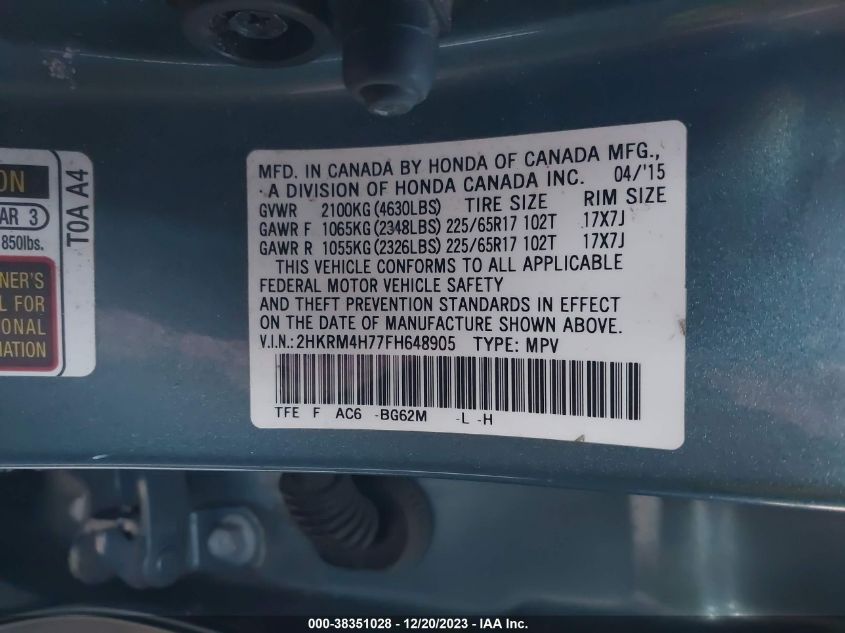 ON
AR 3
850lbs.
NER'S
L FOR
ONAL
MATION
T0A A4
MFD. IN CANADA BY HONDA OF CANADA MFG.,
A DIVISION OF HONDA CANADA INC. 04/'15
GVWR 2100KG(4630LBS) TIRE SIZE RIM SIZE
GAWR F 1065KG(2348LBS) 225/65R17 102T 17X7J
GAWR R 1055KG(2326LBS) 225/65R17 102T 17X7J
THIS VEHICLE CONFORMS TO ALL APPLICABLE
FEDERAL MOTOR VEHICLE SAFETY
AND THEFT PREVENTION STANDARDS IN EFFECT
ON THE DATE OF MANUFACTURE SHOWN ABOVE.
V.I.N.:2HKRM4H77FH648905 TYPE: MPV
TFE F AC6 -BG62M -L -H
000-38351028 - 12/20/2023 - IAA Inc.